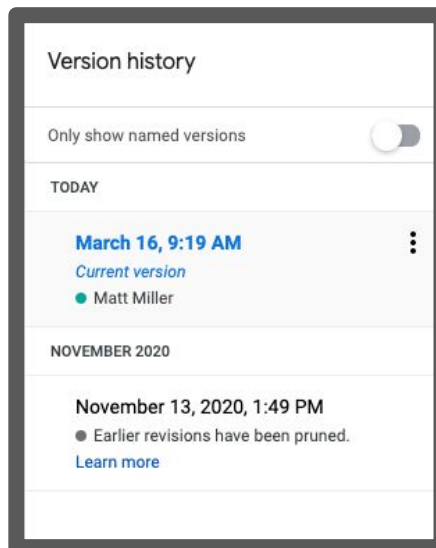 Version history
Only show named versions
TODAY
March 16, 9:19 AM
Current version
Matt Miller
NOVEMBER 2020
November 13, 2020, 1:49 PM
Earlier revisions have been pruned.
Learn more